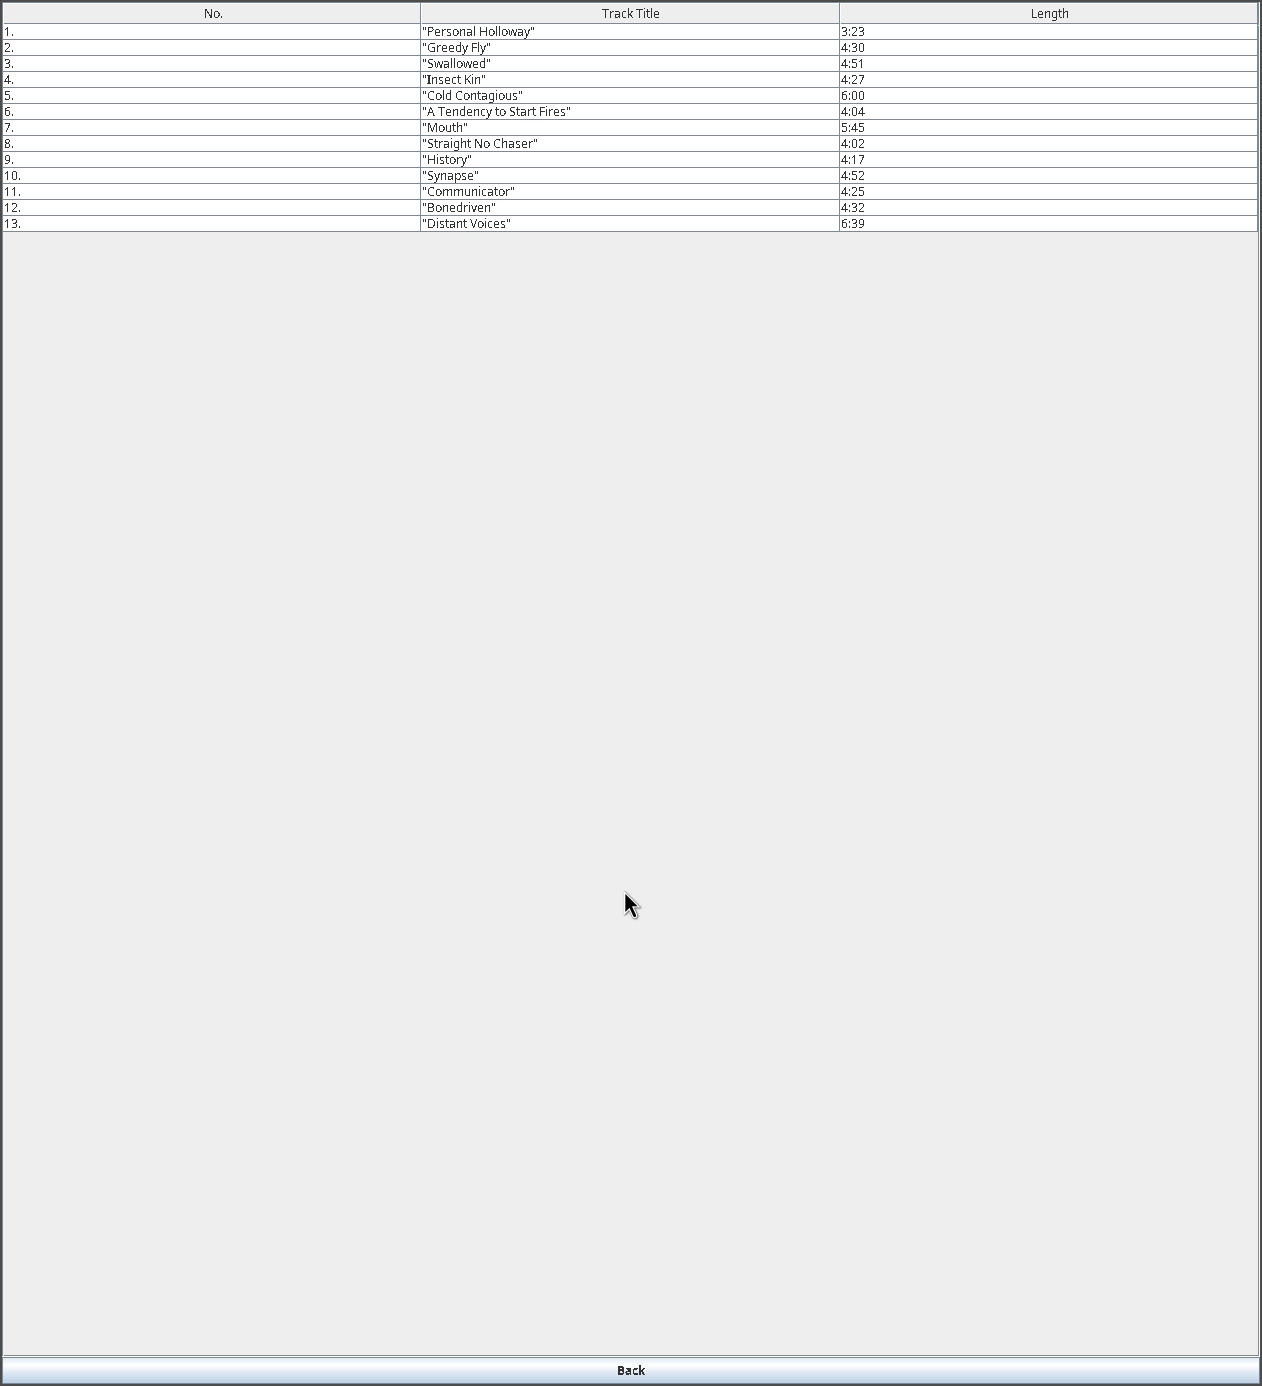 No. Track Title Length
1. "Personal Holloway" 3:23
2. "Greedy Fly" 4:30
3. "Swallowed" 4:51
4. "Insect Kin" 4:27
5. "Cold Contagious" 6:00
6. "A Tendency to Start Fires" 4:04
7. "Mouth" 5:45
8. "Straight No Chaser" 4:02
9. "History" 4:17
10. "Synapse" 4:52
11. "Communicator" 4:25
12. "Bonedriven" 4:32
13. "Distant Voices" 6:39
Back